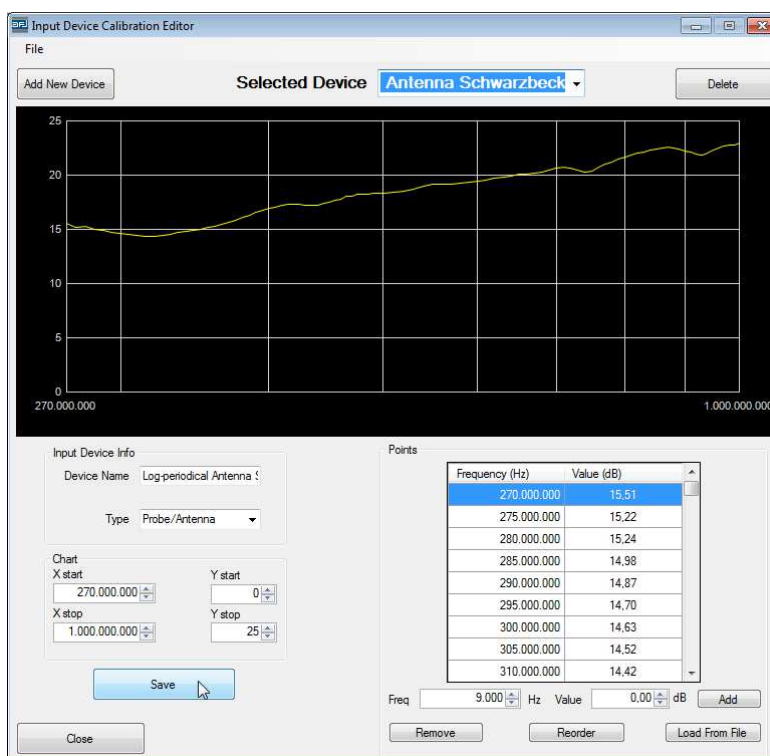 Input Device Calibration Editor
File
Add New Device
Selected Device
Antenna Schwarzbeck
Delete
25
20
15
10
5
0
270.000.000
1.000.000.000
Input Device Info
Device Name
Log-periodical Antenna S
Type
Probe/Antenna
Chart
X start
Y start
270.000.000
0
X stop
Y stop
1.000.000.000
25
Save
Close
Points
Frequency (Hz) Value (dB)
270.000.000 15,51
275.000.000 15,22
280.000.000 15,24
285.000.000 14,98
290.000.000 14,87
295.000.000 14,70
300.000.000 14,63
305.000.000 14,52
310.000.000 14,42
Freq 9.000 Hz Value 0,00 dB Add
Remove
Reorder
Load From File